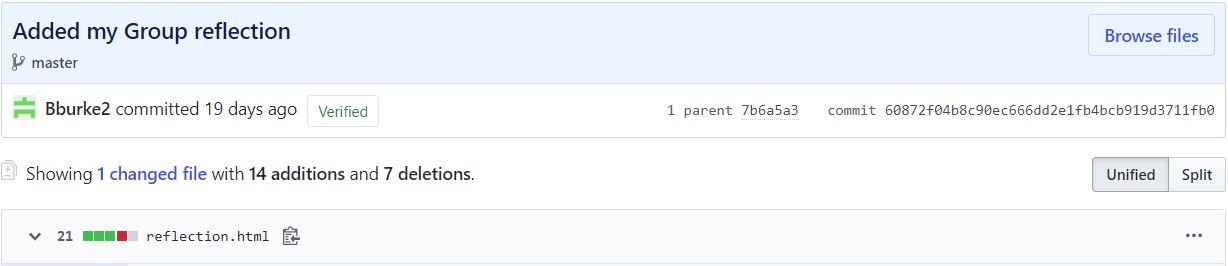 Added my Group reflection
Browse files
master
Bburke2 committed 19 days ago Verified 1 parent 7b6a5a3 commit 60872f04b8c90ec666dd2e1fb4bcb919d3711fb0
Showing 1 changed file with 14 additions and 7 deletions. Unified Split
21 reflection.html